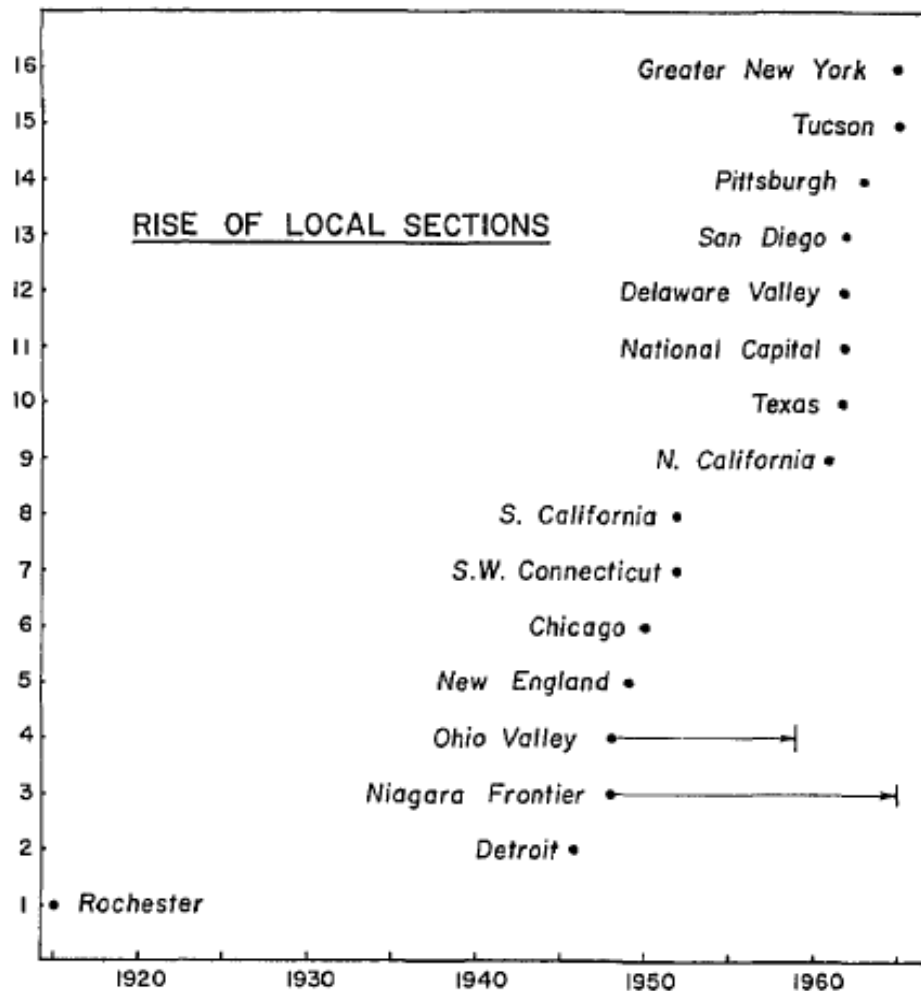 16 Greater New York
15 Tucson
14 Pittsburgh
RISE OF LOCAL SECTIONS
13 San Diego
12 Delaware Valley
11 National Capital
10 Texas
9 N. California
8 S. California
7 S.W. Connecticut
6 Chicago
5 New England
4 Ohio Valley
3 Niagara Frontier
2 Detroit
1 Rochester
1920 1930 1940 1950 1960